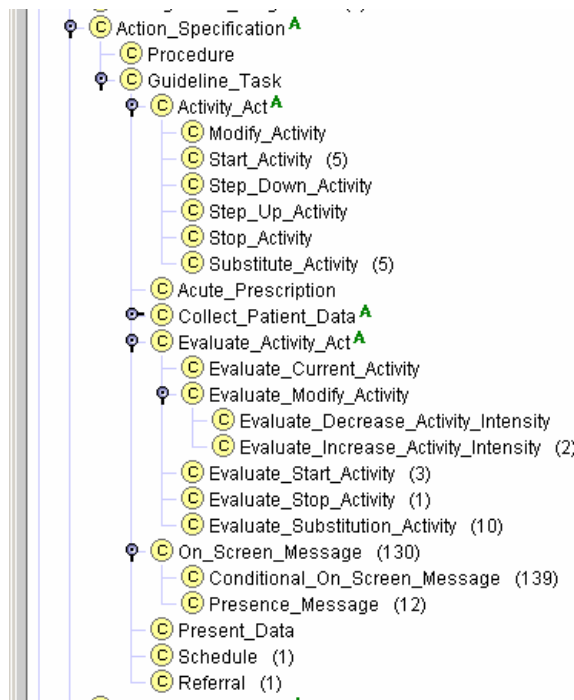 Action_Specification A
C Procedure
C Guideline_Task
C Activity_Act A
C Modify_Activity
C Start_Activity (5)
C Step_Down_Activity
C Step_Up_Activity
C Stop_Activity
C Substitute_Activity (5)
C Acute_Prescription
C Collect_Patient_Data A
C Evaluate_Activity_Act A
C Evaluate_Current_Activity
C Evaluate_Modify_Activity
C Evaluate_Decrease_Activity_Intensity
C Evaluate_Increase_Activity_Intensity (2)
C Evaluate_Start_Activity (3)
C Evaluate_Stop_Activity (1)
C Evaluate_Substitution_Activity (10)
C On_Screen_Message (130)
C Conditional_On_Screen_Message (139)
C Presence_Message (12)
C Present_Data
C Schedule (1)
C Referral (1)